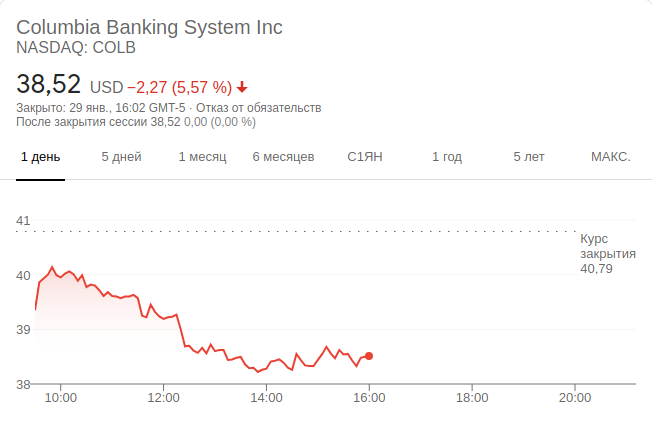 Columbia Banking System Inc
NASDAQ: COLB
38,52 USD −2,27 (5,57 %)
Закрыто: 29 янв., 16:02 GMT-5 · Отказ от обязательств
После закрытия сессии 38,52 0,00 (0,00 %)
1 день 5 дней 1 месяц 6 месяцев С1ЯН 1 год 5 лет МАКС.
41
Курс
закрытия
40,79
40
39
38
10:00 12:00 14:00 16:00 18:00 20:00